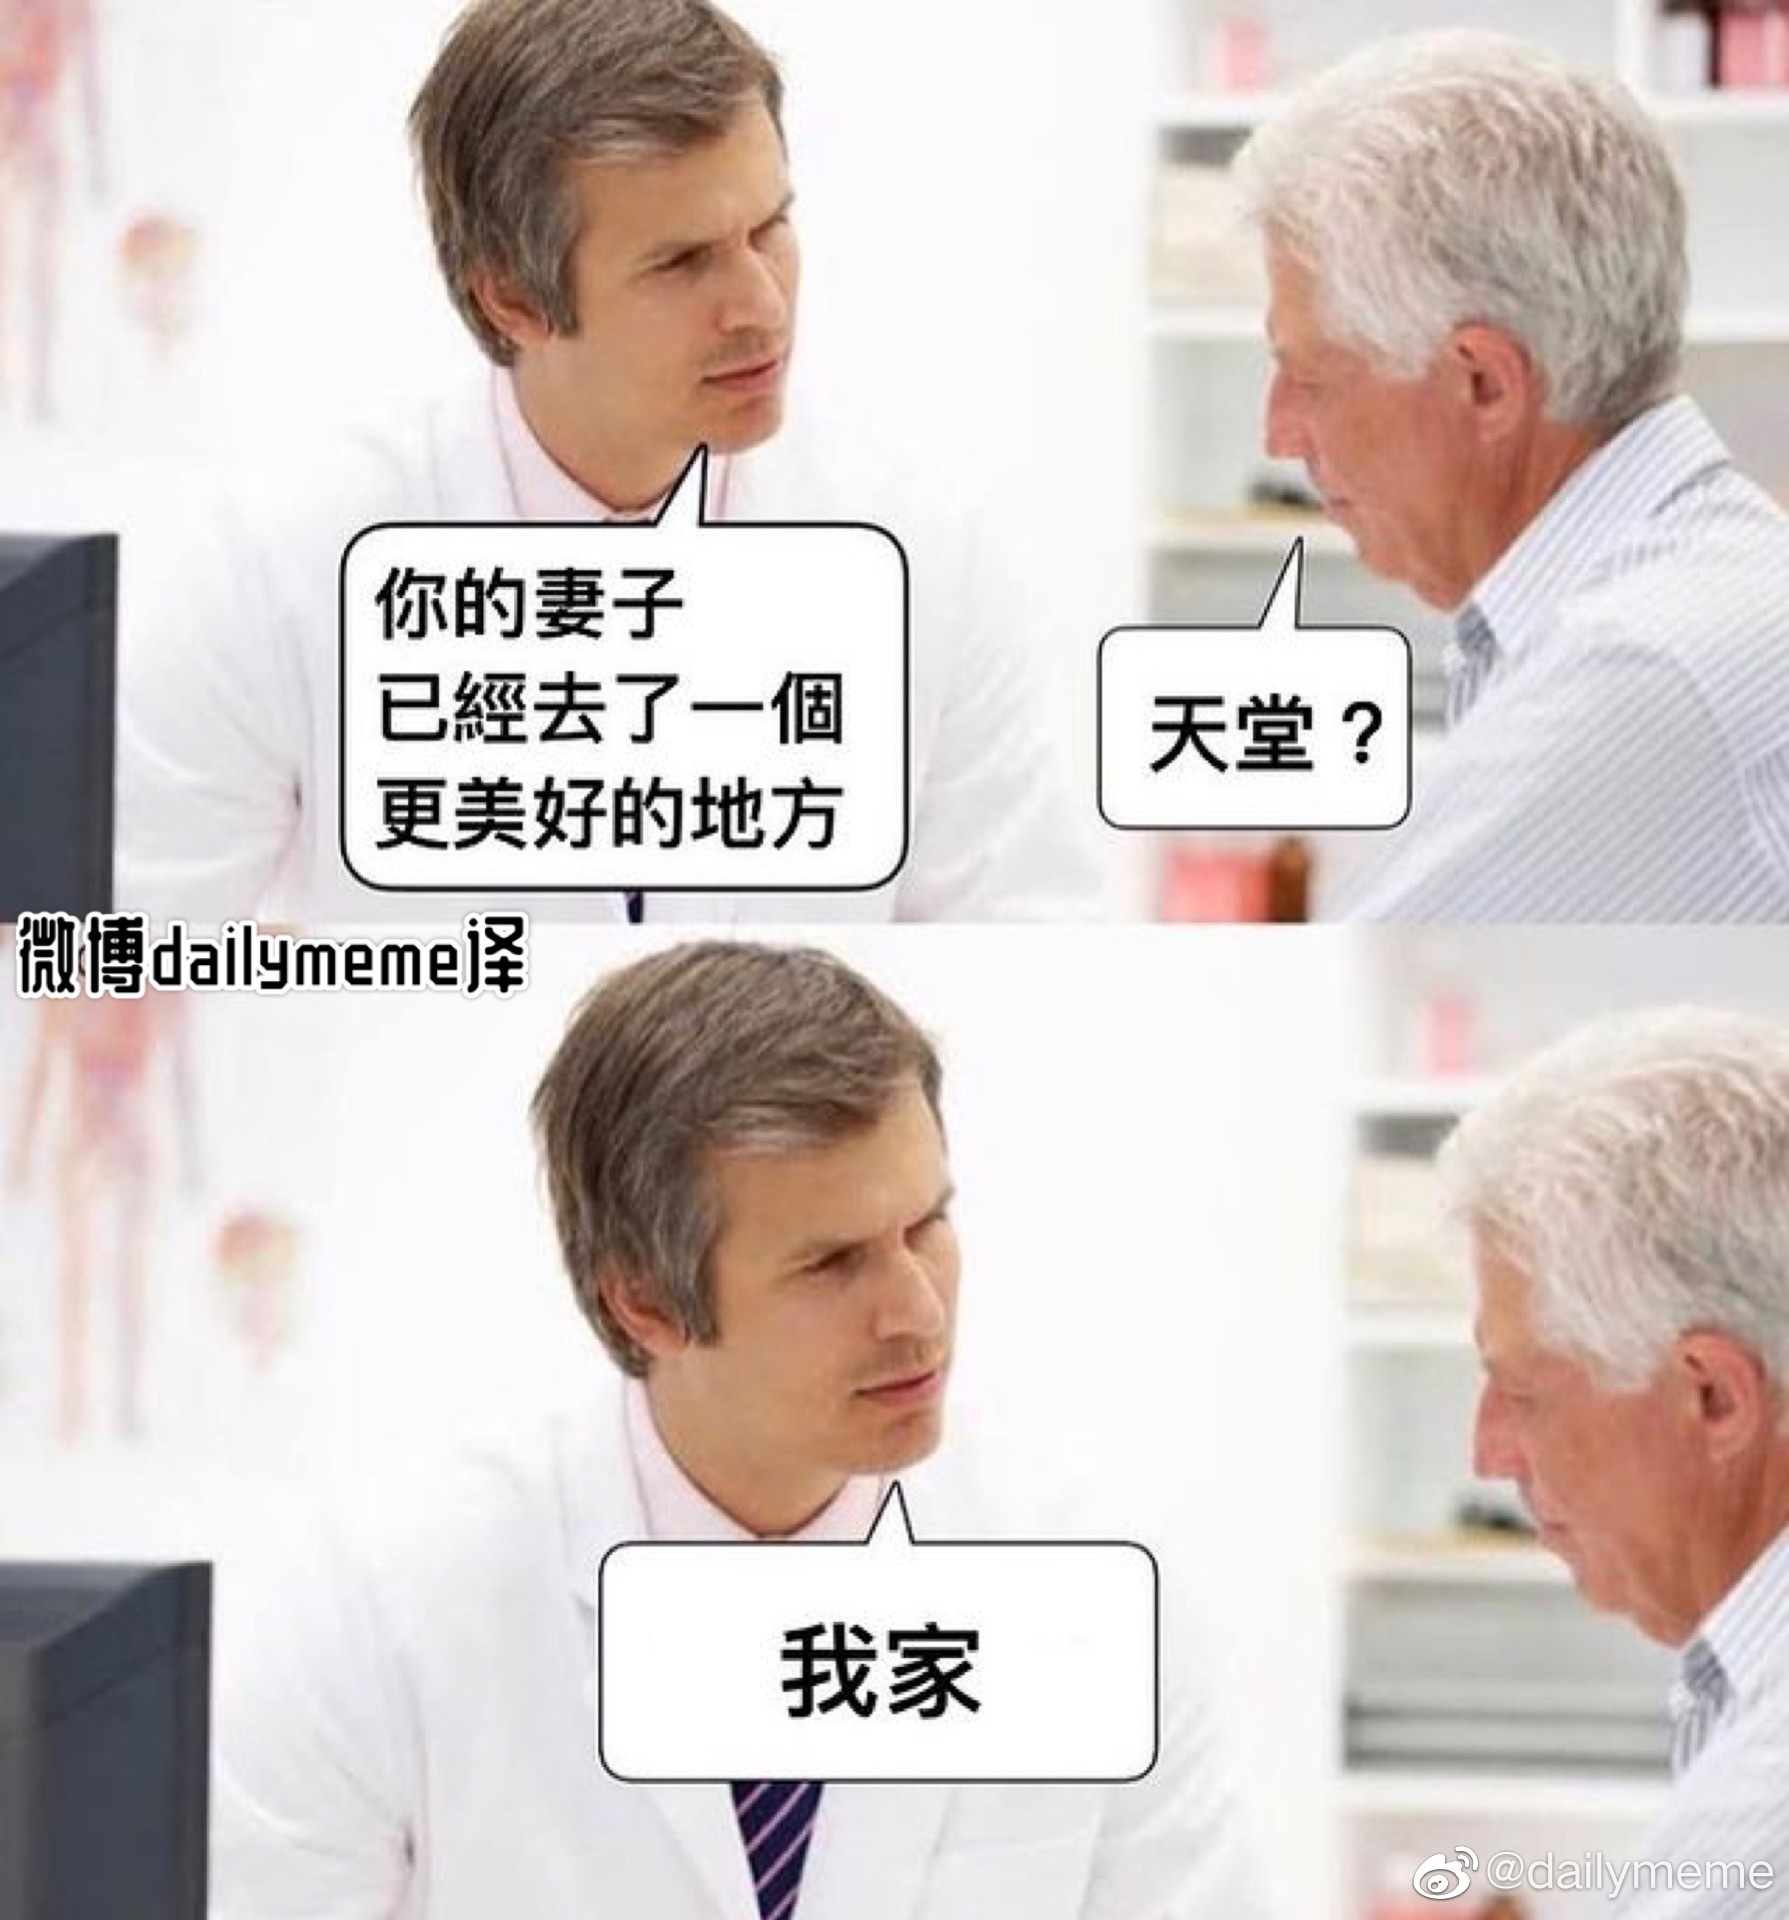 你的妻子
已經去了一個
更美好的地方
天堂？
微博dailymeme译
我家
@dailymeme